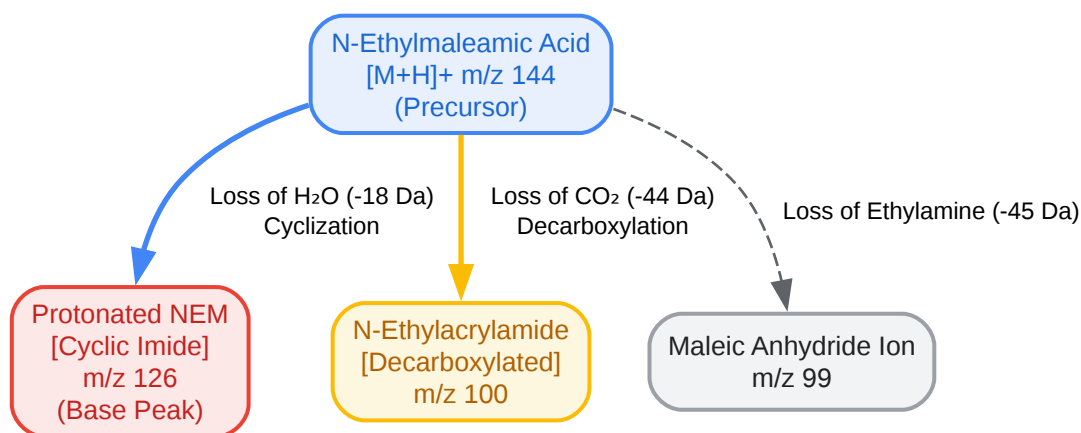 N-Ethylmaleamic Acid
[M+H]+ m/z 144
(Precursor)
Loss of H₂O (-18 Da)
Cyclization
Loss of CO₂ (-44 Da)
Decarboxylation
Loss of Ethylamine (-45 Da)
Protonated NEM
[Cyclic Imide]
m/z 126
(Base Peak)
N-Ethylacrylamide
[Decarboxylated]
m/z 100
Maleic Anhydride Ion
m/z 99